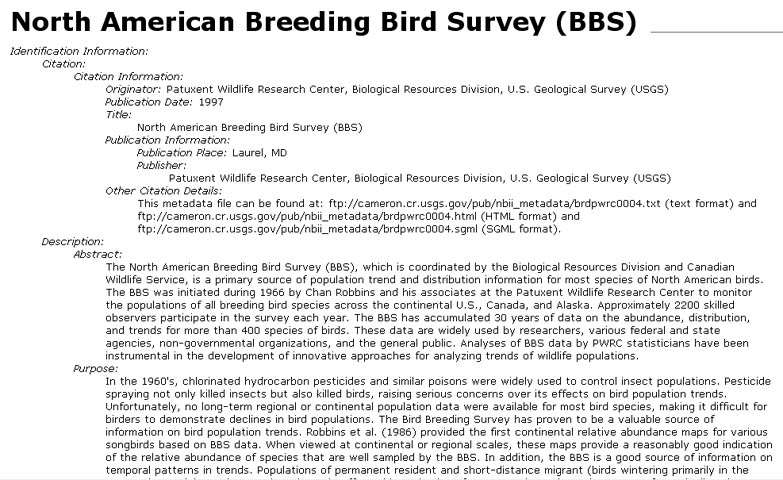 North American Breeding Bird Survey (BBS)
Identification Information:
Citation:
Citation Information:
Originator: Patuxent Wildlife Research Center, Biological Resources Division, U.S. Geological Survey (USGS)
Publication Date: 1997
Title:
North American Breeding Bird Survey (BBS)
Publication Information:
Publication Place: Laurel, MD
Publisher:
Patuxent Wildlife Research Center, Biological Resources Division, U.S. Geological Survey (USGS)
Other Citation Details:
This metadata file can be found at: ftp://cameron.cr.usgs.gov/pub/nbii_metadata/brdpwrc0004.txt (text format) and
ftp://cameron.cr.usgs.gov/pub/nbii_metadata/brdpwrc0004.html (HTML format) and
ftp://cameron.cr.usgs.gov/pub/nbii_metadata/brdpwrc0004.sgml (SGML format).
Description:
Abstract:
The North American Breeding Bird Survey (BBS), which is coordinated by the Biological Resources Division and Canadian
Wildlife Service, is a primary source of population trend and distribution information for most species of North American birds.
The BBS was initiated during 1966 by Chan Robbins and his associates at the Patuxent Wildlife Research Center to monitor
the populations of all breeding bird species across the continental U.S., Canada, and Alaska. Approximately 2200 skilled
observers participate in the survey each year. The BBS has accumulated 30 years of data on the abundance, distribution,
and trends for more than 400 species of birds. These data are widely used by researchers, various federal and state
agencies, non-governmental organizations, and the general public. Analyses of BBS data by PWRC statisticians have been
instrumental in the development of innovative approaches for analyzing trends of wildlife populations.
Purpose:
In the 1960's, chlorinated hydrocarbon pesticides and similar poisons were widely used to control insect populations. Pesticide
spraying not only killed insects but also killed birds, raising serious concerns over its effects on bird population trends.
Unfortunately, no long-term regional or continental population data were available for most bird species, making it difficult for
birders to demonstrate declines in bird populations. The Bird Breeding Survey has proven to be a valuable source of
information on bird population trends. Robbins et al. (1986) provided the first continental relative abundance maps for various
songbirds based on BBS data. When viewed at continental or regional scales, these maps provide a reasonably good indication
of the relative abundance of species that are well sampled by the BBS. In addition, the BBS is a good source of information on
temporal patterns in trends. Populations of permanent resident and short-distance migrant (birds wintering primarily in the